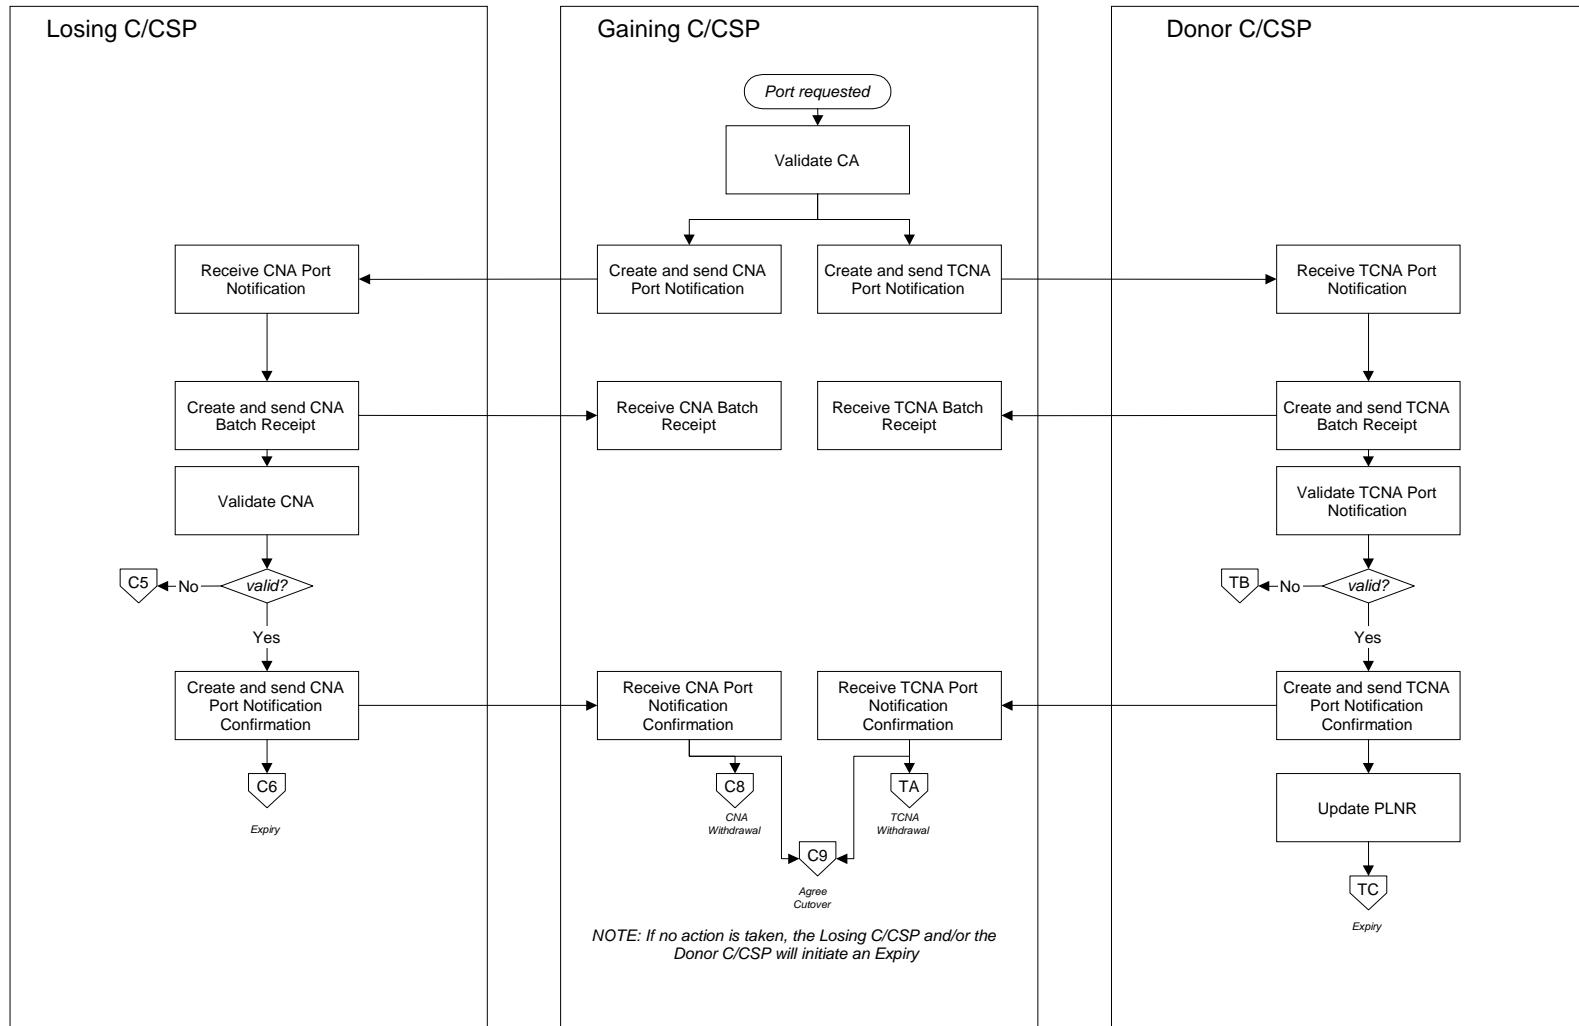 Losing C/CSP
Gaining C/CSP
Donor C/CSP
Port requested
Validate CA
Receive CNA Port
Notification
Create and send CNA
Port Notification
Create and send TCNA
Port Notification
Receive TCNA Port
Notification
Create and send CNA
Batch Receipt
Receive CNA Batch
Receipt
Receive TCNA Batch
Receipt
Create and send TCNA
Batch Receipt
Validate CNA
Validate TCNA Port
Notification
C5
No
valid?
TB
No
valid?
Yes
Yes
Create and send CNA
Port Notification
Confirmation
Receive CNA Port
Notification
Confirmation
Receive TCNA Port
Notification
Confirmation
Create and send TCNA
Port Notification
Confirmation
C6
Expiry
C8
CNA
Withdrawal
TA
TCNA
Withdrawal
Update PLNR
C9
Agree
Cutover
TC
Expiry
NOTE: If no action is taken, the Losing C/CSP and/or the
Donor C/CSP will initiate an Expiry